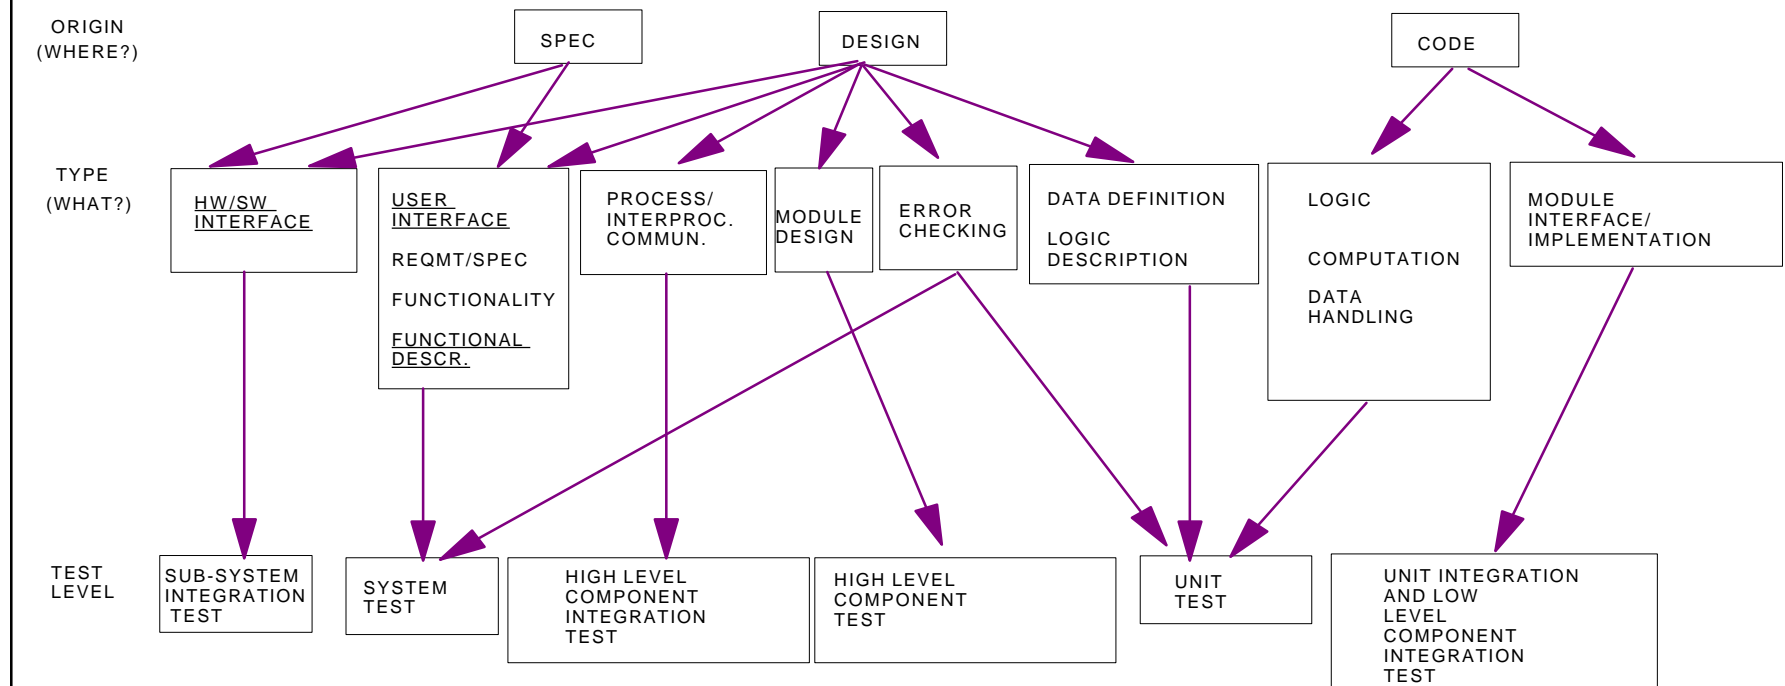 ORIGIN
(WHERE?)
SPEC
DESIGN
CODE
TYPE
(WHAT?)
HW/SW
INTERFACE
USER
INTERFACE
REQMT/SPEC
FUNCTIONALITY
FUNCTIONAL
DESCR.
PROCESS/
INTERPROC.
COMMUN.
MODULE
DESIGN
ERROR
CHECKING
DATA DEFINITION
LOGIC
DESCRIPTION
LOGIC
COMPUTATION
DATA
HANDLING
MODULE
INTERFACE/
IMPLEMENTATION
TEST
LEVEL
SUB-SYSTEM
INTEGRATION
TEST
SYSTEM
TEST
HIGH LEVEL
COMPONENT
INTEGRATION
TEST
HIGH LEVEL
COMPONENT
TEST
UNIT
TEST
UNIT INTEGRATION
AND LOW
LEVEL
COMPONENT
INTEGRATION
TEST